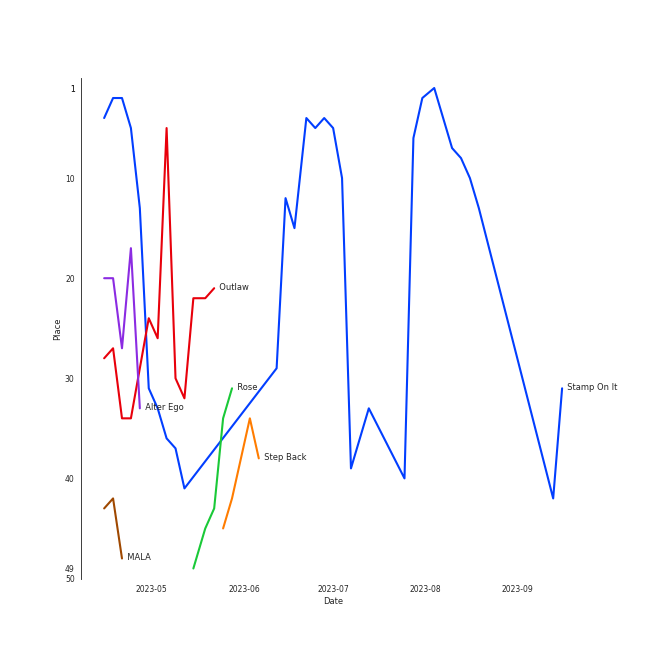 1
10
20
30
40
49
50
Place
Outlaw
Rose
Stamp On It
Alter Ego
Step Back
MALA
2023-05
2023-06
2023-07
2023-08
2023-09
Date